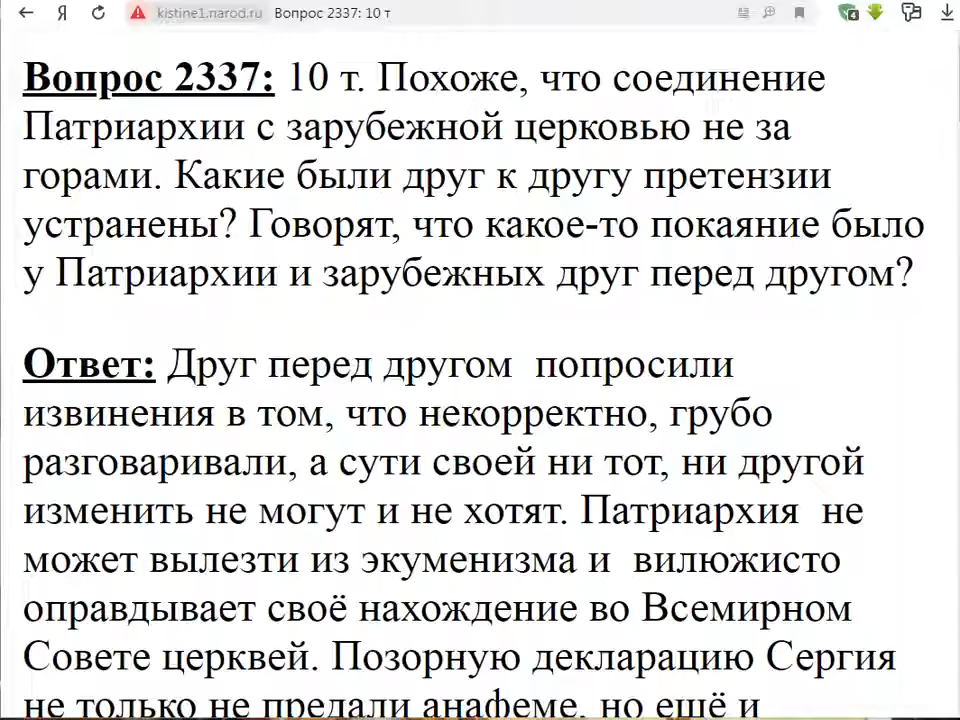 kistine1.narod.ru Вопрос 2337: 10 т
Вопрос 2337: 10 т. Похоже, что соединение
Патриархии с зарубежной церковью не за
горами. Какие были друг к другу претензии
устранены? Говорят, что какое-то покаяние было
у Патриархии и зарубежных друг перед другом?
Ответ: Друг перед другом попросили
извинения в том, что некорректно, грубо
разговаривали, а сути своей ни тот, ни другой
изменить не могут и не хотят. Патриархия не
может вылезти из экуменизма и вилюжисто
оправдывает своё нахождение во Всемирном
Совете церквей. Позорную декларацию Сергия
не только не предали анафеме, но ещё и